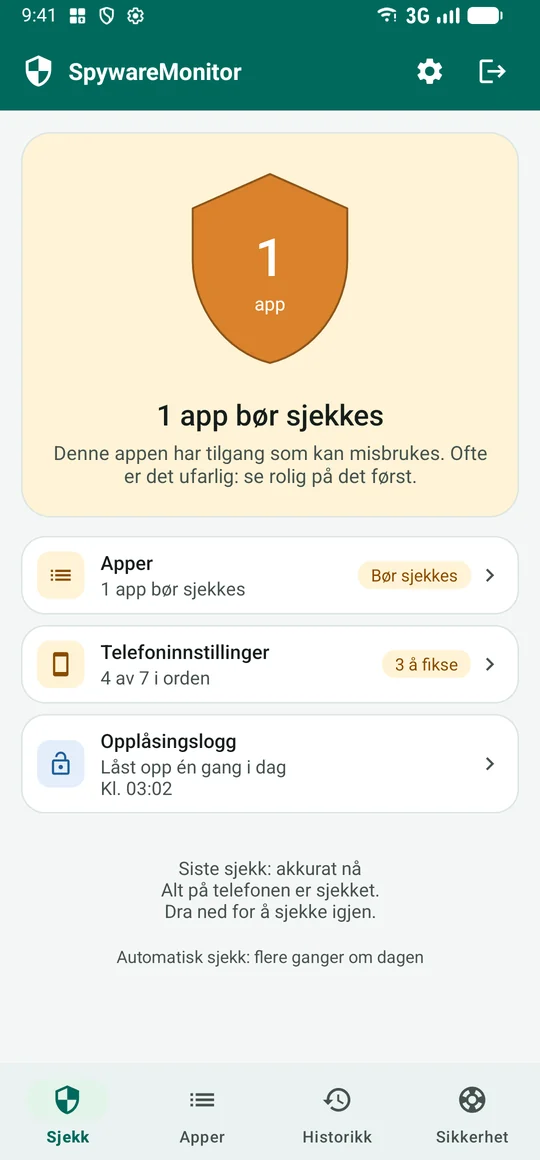 9:41
3G
SpywareMonitor
1
app
1 app bør sjekkes
Denne appen har tilgang som kan misbrukes. Ofte
er det ufarlig: se rolig på det først.
Apper
1 app bør sjekkes
Bør sjekkes
Telefoninnstillinger
4 av 7 i orden
3 å fikse
Opplåsingslogg
Låst opp én gang i dag
Kl. 03:02
Siste sjekk: akkurat nå
Alt på telefonen er sjekket.
Dra ned for å sjekke igjen.
Automatisk sjekk: flere ganger om dagen
Sjekk
Apper
Historikk
Sikkerhet